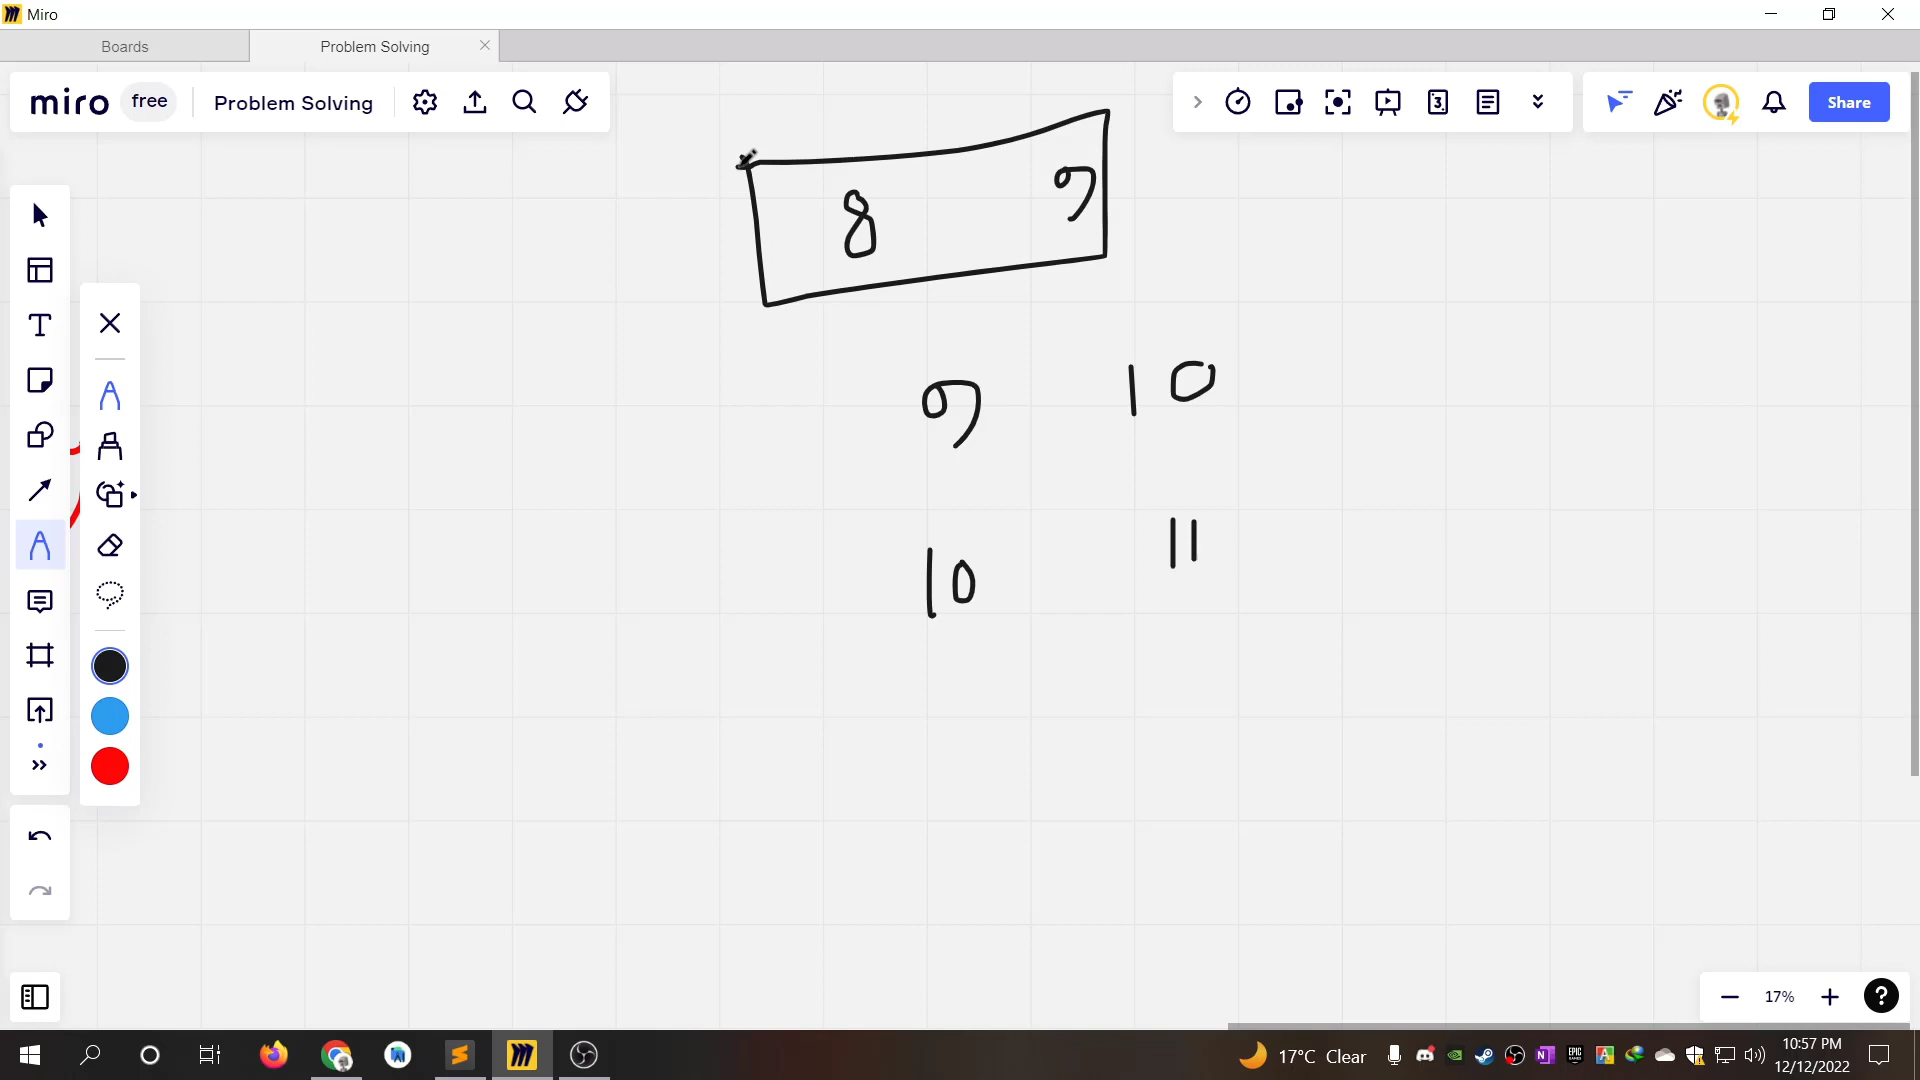 Miro
Boards Problem Solving
miro free Problem Solving Share
8 9
9 10
10 11
17%
17°C Clear 10:57 PM
12/12/2022